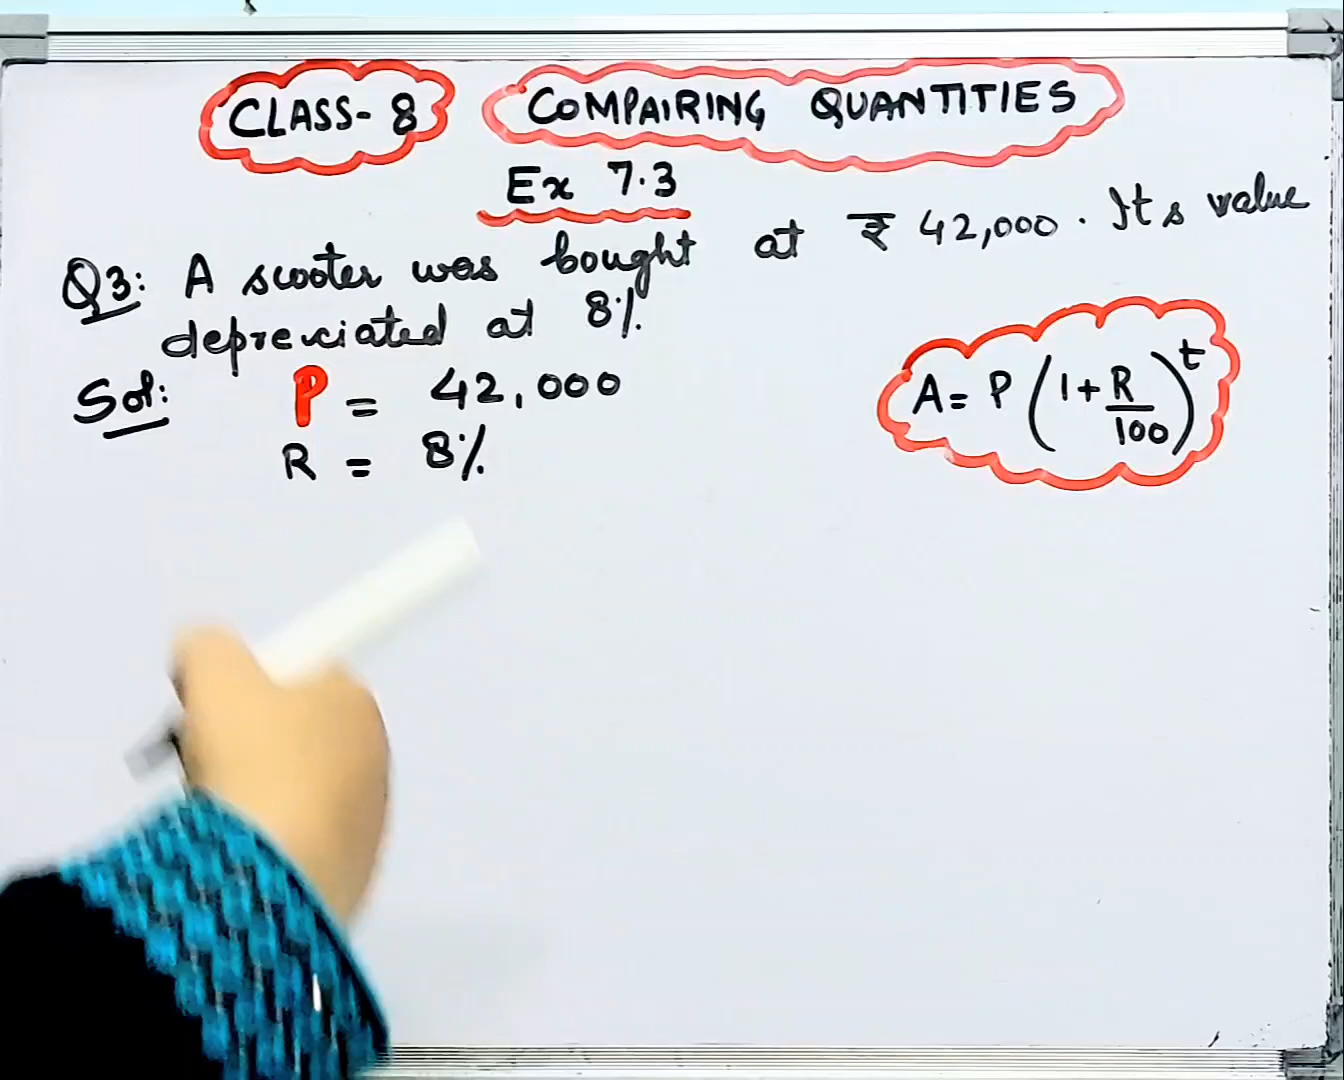 CLASS- 8 COMPAIRING QUANTITIES
Ex 7.3
Q3: A scooter was bought at ₹ 42,000. Its value
depreciated at 8%
Sol: P = 42,000
R = 8%
A = P (1 + R/100)^t